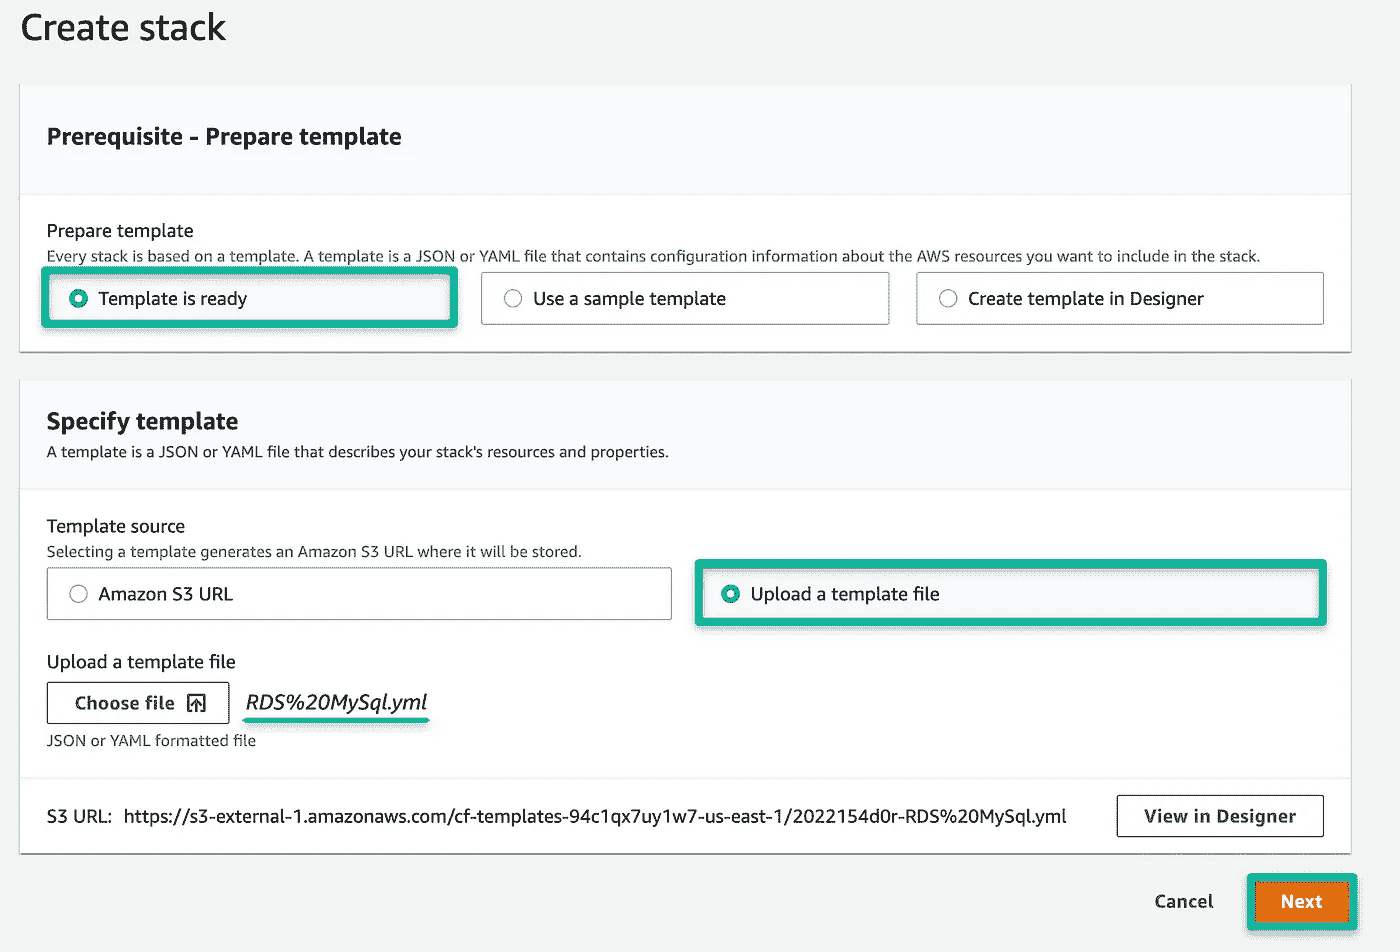 Create stack
Prerequisite - Prepare template
Prepare template
Every stack is based on a template. A template is a JSON or YAML file that contains configuration information about the AWS resources you want to include in the stack.
Template is ready
Use a sample template
Create template in Designer
Specify template
A template is a JSON or YAML file that describes your stack's resources and properties.
Template source
Selecting a template generates an Amazon S3 URL where it will be stored.
Amazon S3 URL
Upload a template file
Upload a template file
Choose file
RDS%20MySql.yml
JSON or YAML formatted file
S3 URL: https://s3-external-1.amazonaws.com/cf-templates-94c1qx7uy1w7-us-east-1/2022154d0r-RDS%20MySql.yml
View in Designer
Cancel
Next